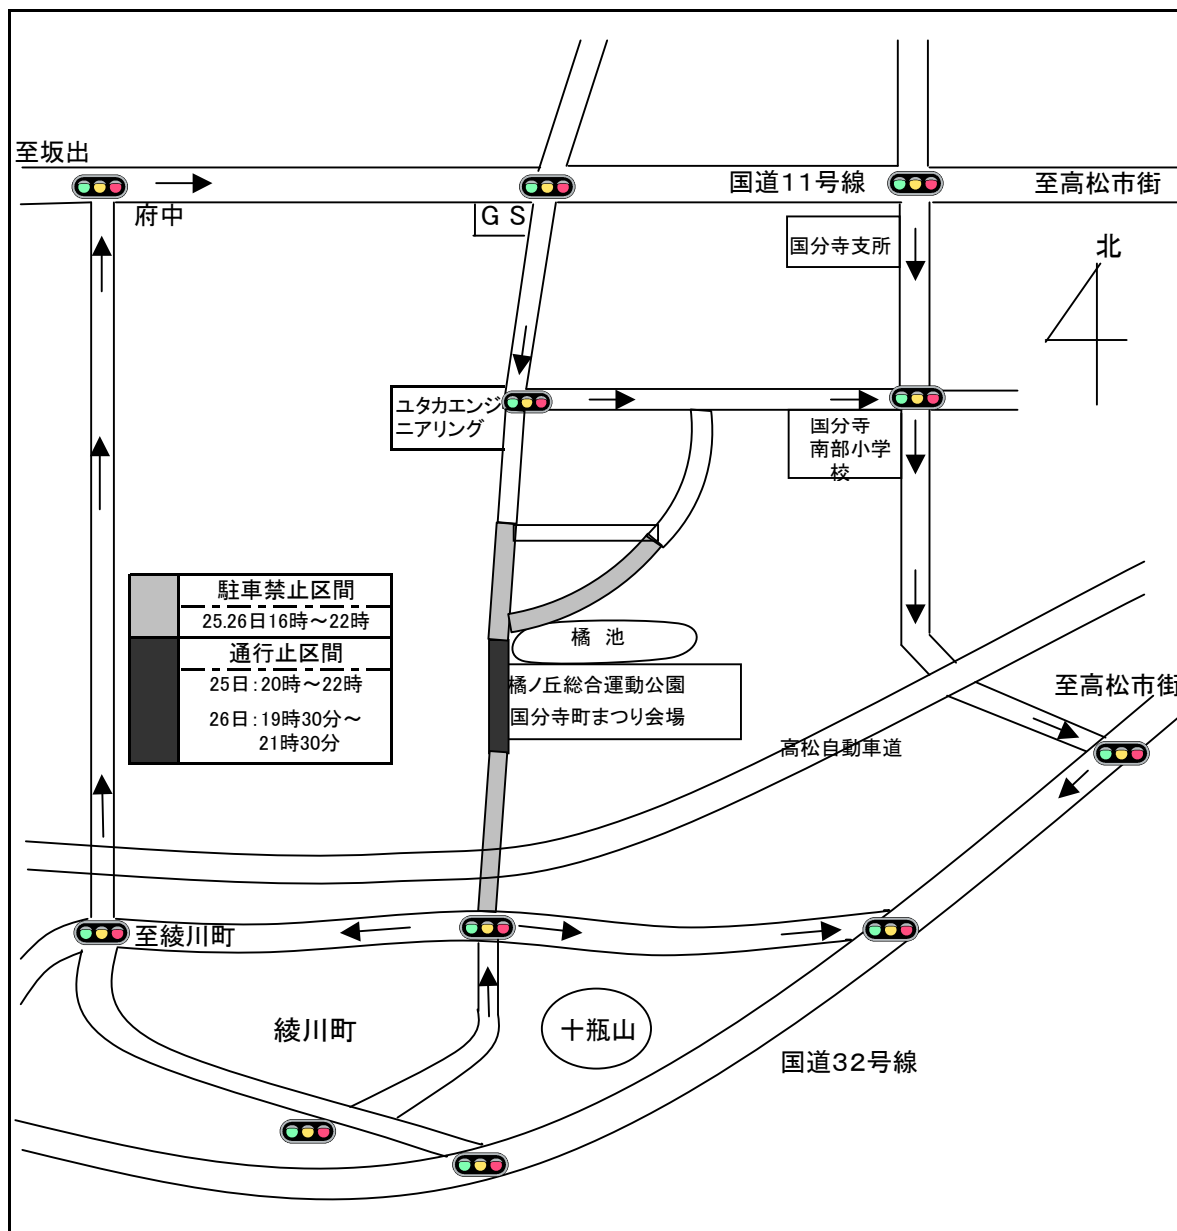 至坂出
国道11号線
至高松市街
府中
ＧＳ
国分寺支所
北
ユタカエンジ
ニアリング
国分寺
南部小学
校
駐車禁止区間
25.26日16時～22時
通行止区間
25日：20時～22時
26日：19時30分～
21時30分
橘 池
橘ノ丘総合運動公園
国分寺町まつり会場
至高松市街
高松自動車道
至綾川町
綾川町
十瓶山
国道32号線